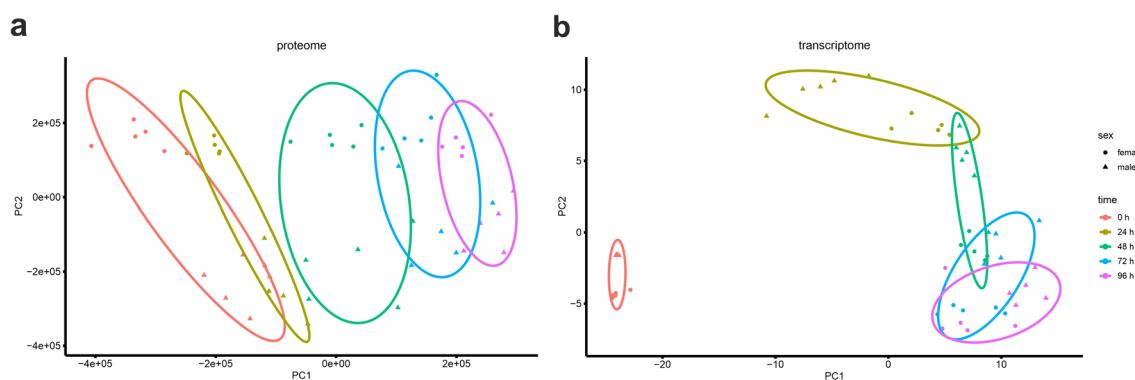 a
proteome
2e+05
0e+00
−2e+05
−4e+05
PC2
−4e+05 −2e+05 0e+00 2e+05
PC1
b
transcriptome
10
5
0
−5
PC2
−20 −10 0 10
PC1
sex
fema
male
time
0 h
24 h
48 h
72 h
96 h